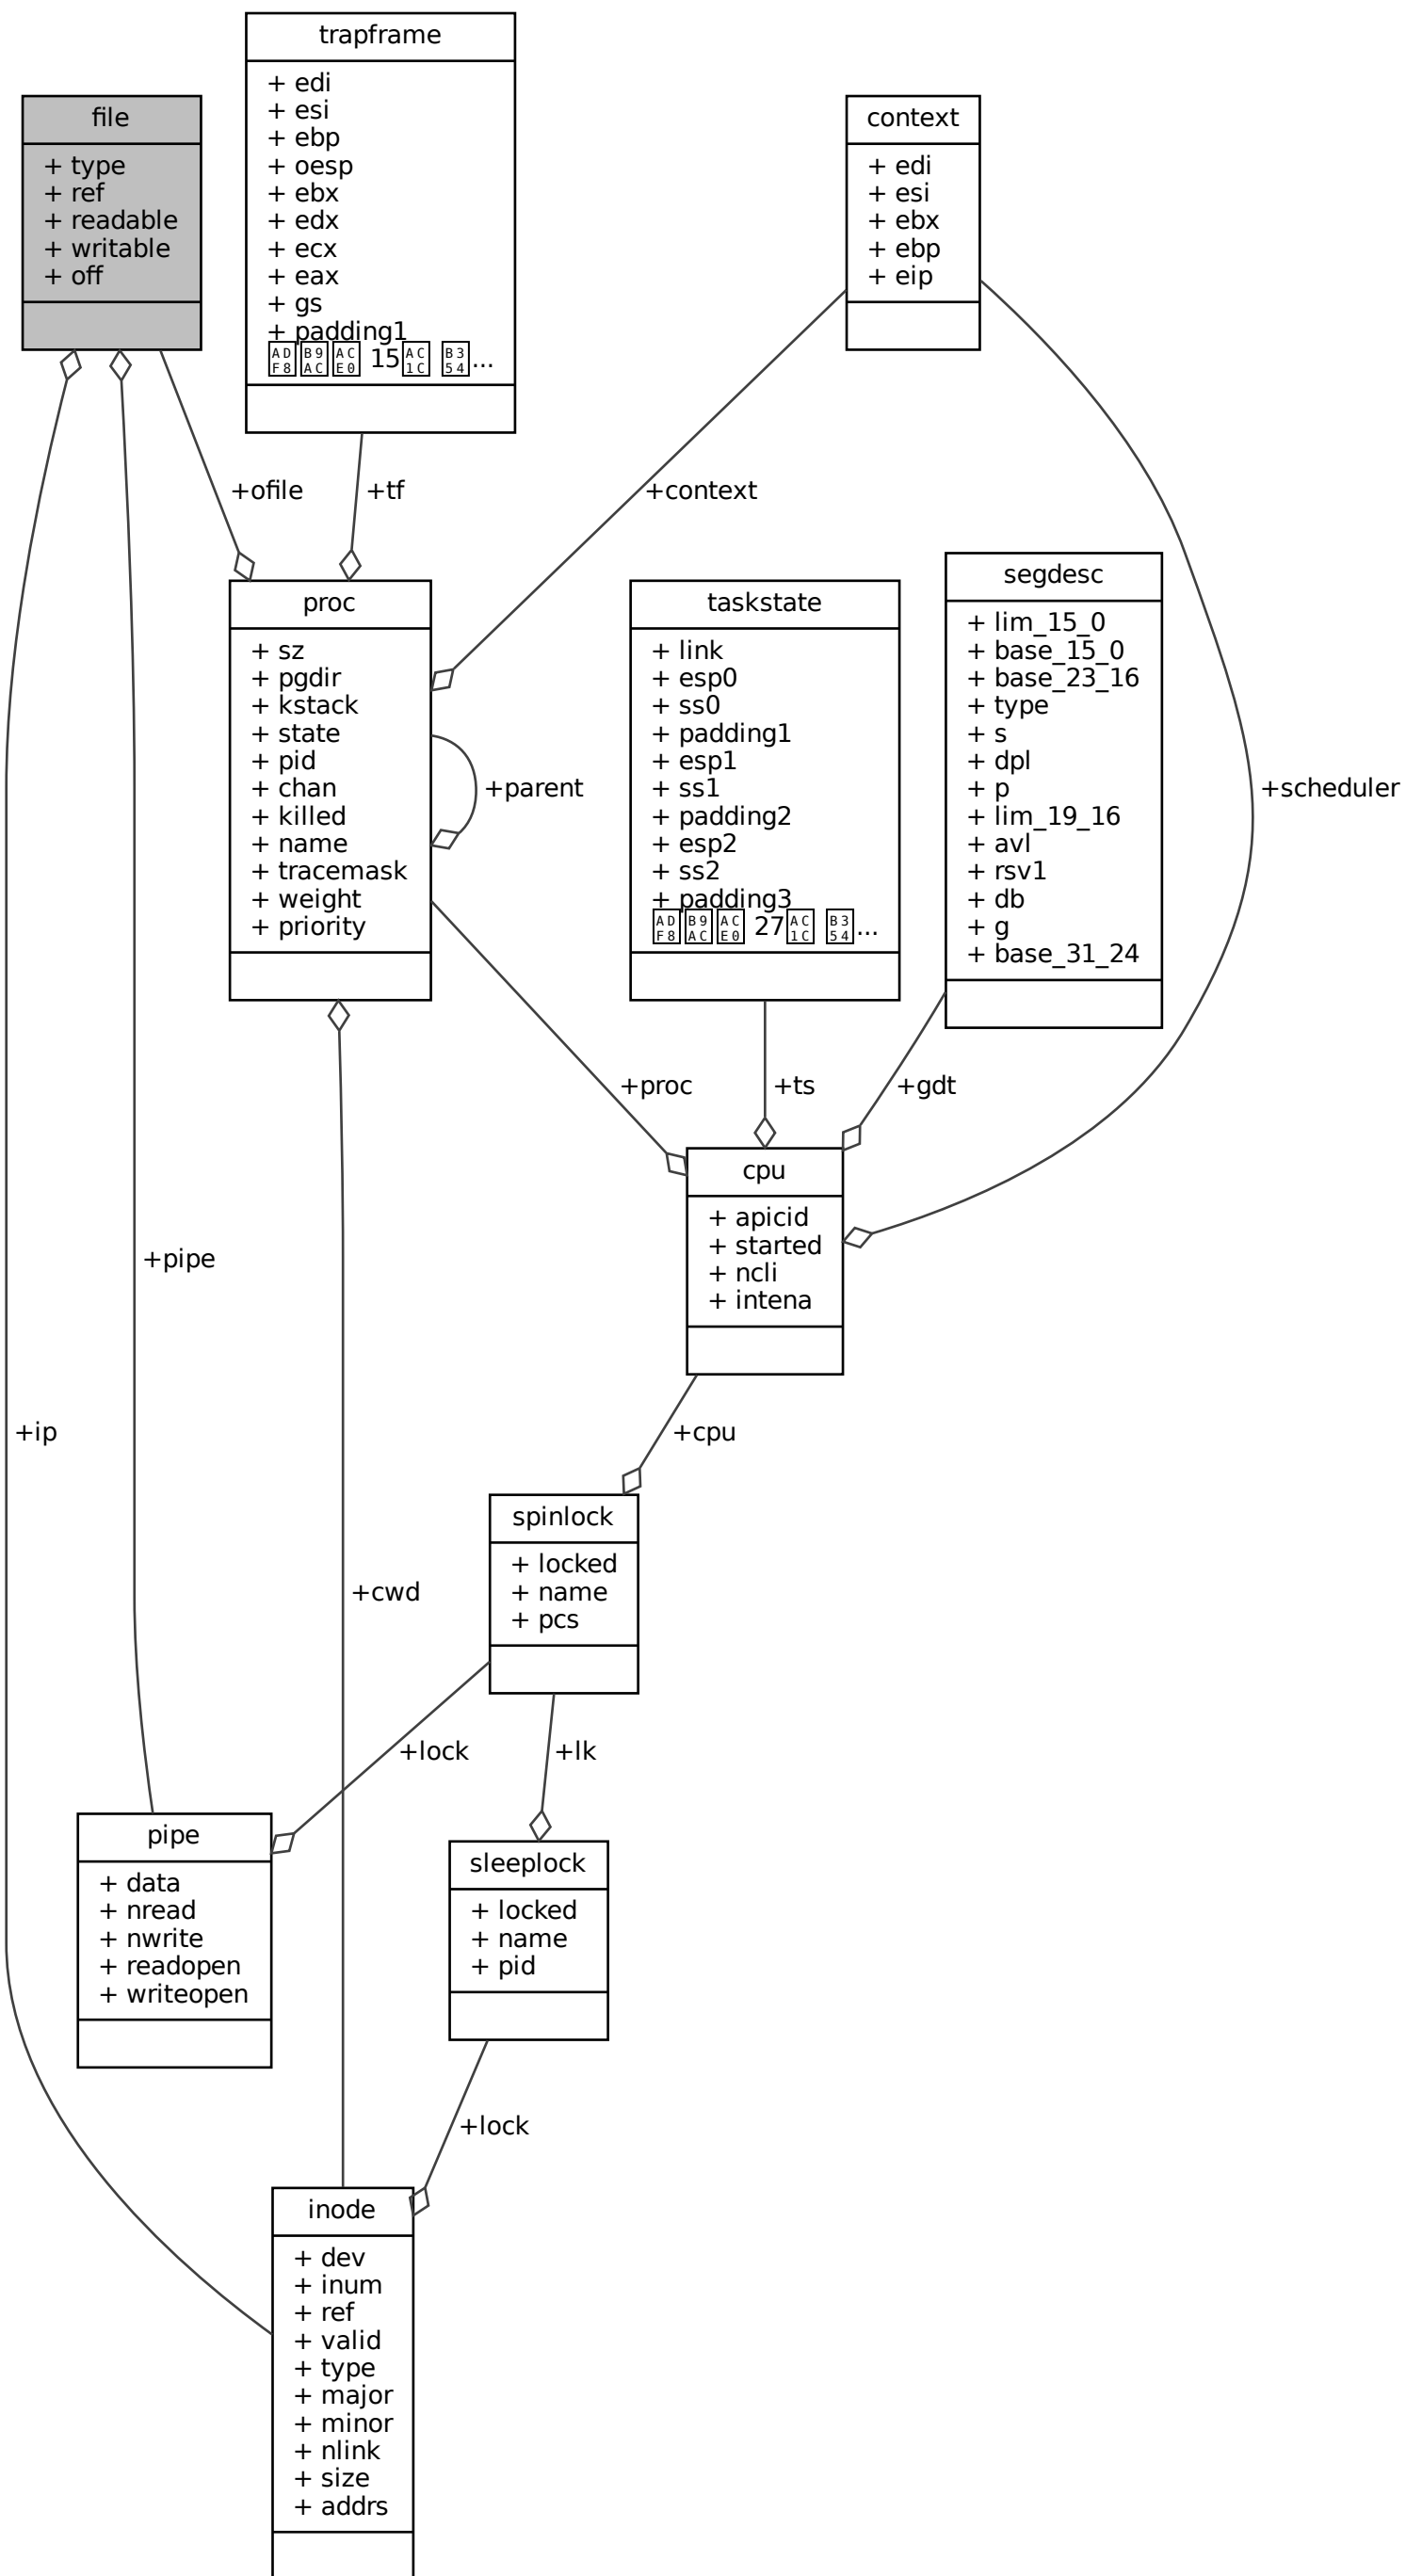 trapframe
+ edi
+ esi
+ ebp
+ oesp
+ ebx
+ edx
+ ecx
+ eax
+ gs
+ padding1
15 ...
file
+ type
+ ref
+ readable
+ writable
+ off
context
+ edi
+ esi
+ ebx
+ ebp
+ eip
+ofile
+tf
+context
proc
+ sz
+ pgdir
+ kstack
+ state
+ pid
+ chan
+ killed
+ name
+ tracemask
+ weight
+ priority
+parent
taskstate
+ link
+ esp0
+ ss0
+ padding1
+ esp1
+ ss1
+ padding2
+ esp2
+ ss2
+ padding3
27 ...
segdesc
+ lim_15_0
+ base_15_0
+ base_23_16
+ type
+ s
+ dpl
+ p
+ lim_19_16
+ avl
+ rsv1
+ db
+ g
+ base_31_24
+scheduler
+proc
+ts
+gdt
cpu
+ apicid
+ started
+ ncli
+ intena
+pipe
+ip
+cpu
spinlock
+ locked
+ name
+ pcs
+cwd
+lock
+lk
pipe
+ data
+ nread
+ nwrite
+ readopen
+ writeopen
sleeplock
+ locked
+ name
+ pid
+lock
inode
+ dev
+ inum
+ ref
+ valid
+ type
+ major
+ minor
+ nlink
+ size
+ addrs